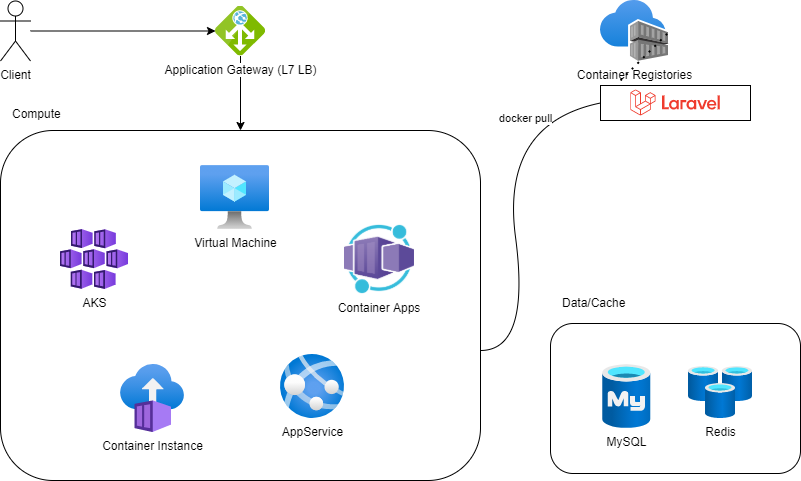 Client
Application Gateway (L7 LB)
Container Registories
Laravel
docker pull
Compute
Virtual Machine
AKS
Container Apps
Container Instance
AppService
Data/Cache
My
MySQL
Redis